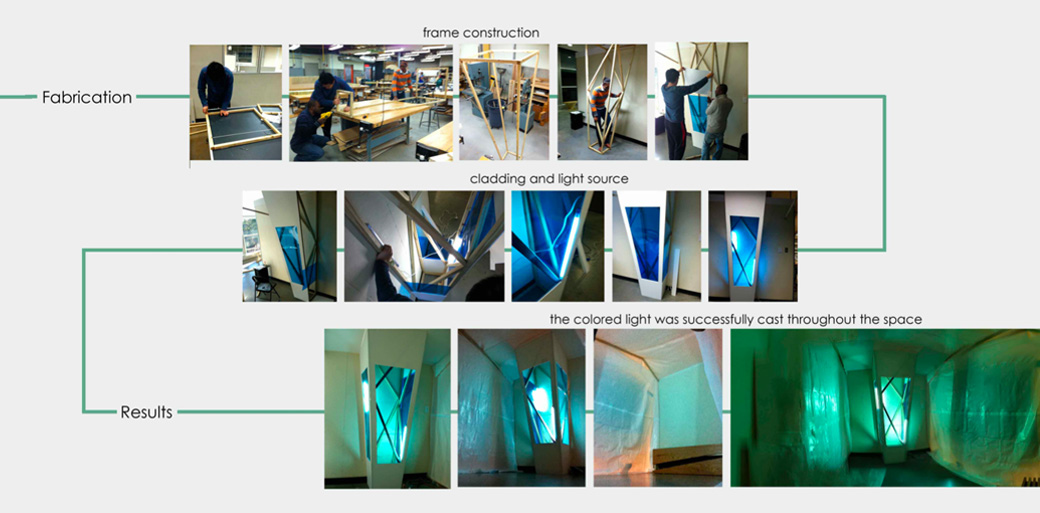 frame construction
Fabrication
cladding and light source
the colored light was successfully cast throughout the space
Results